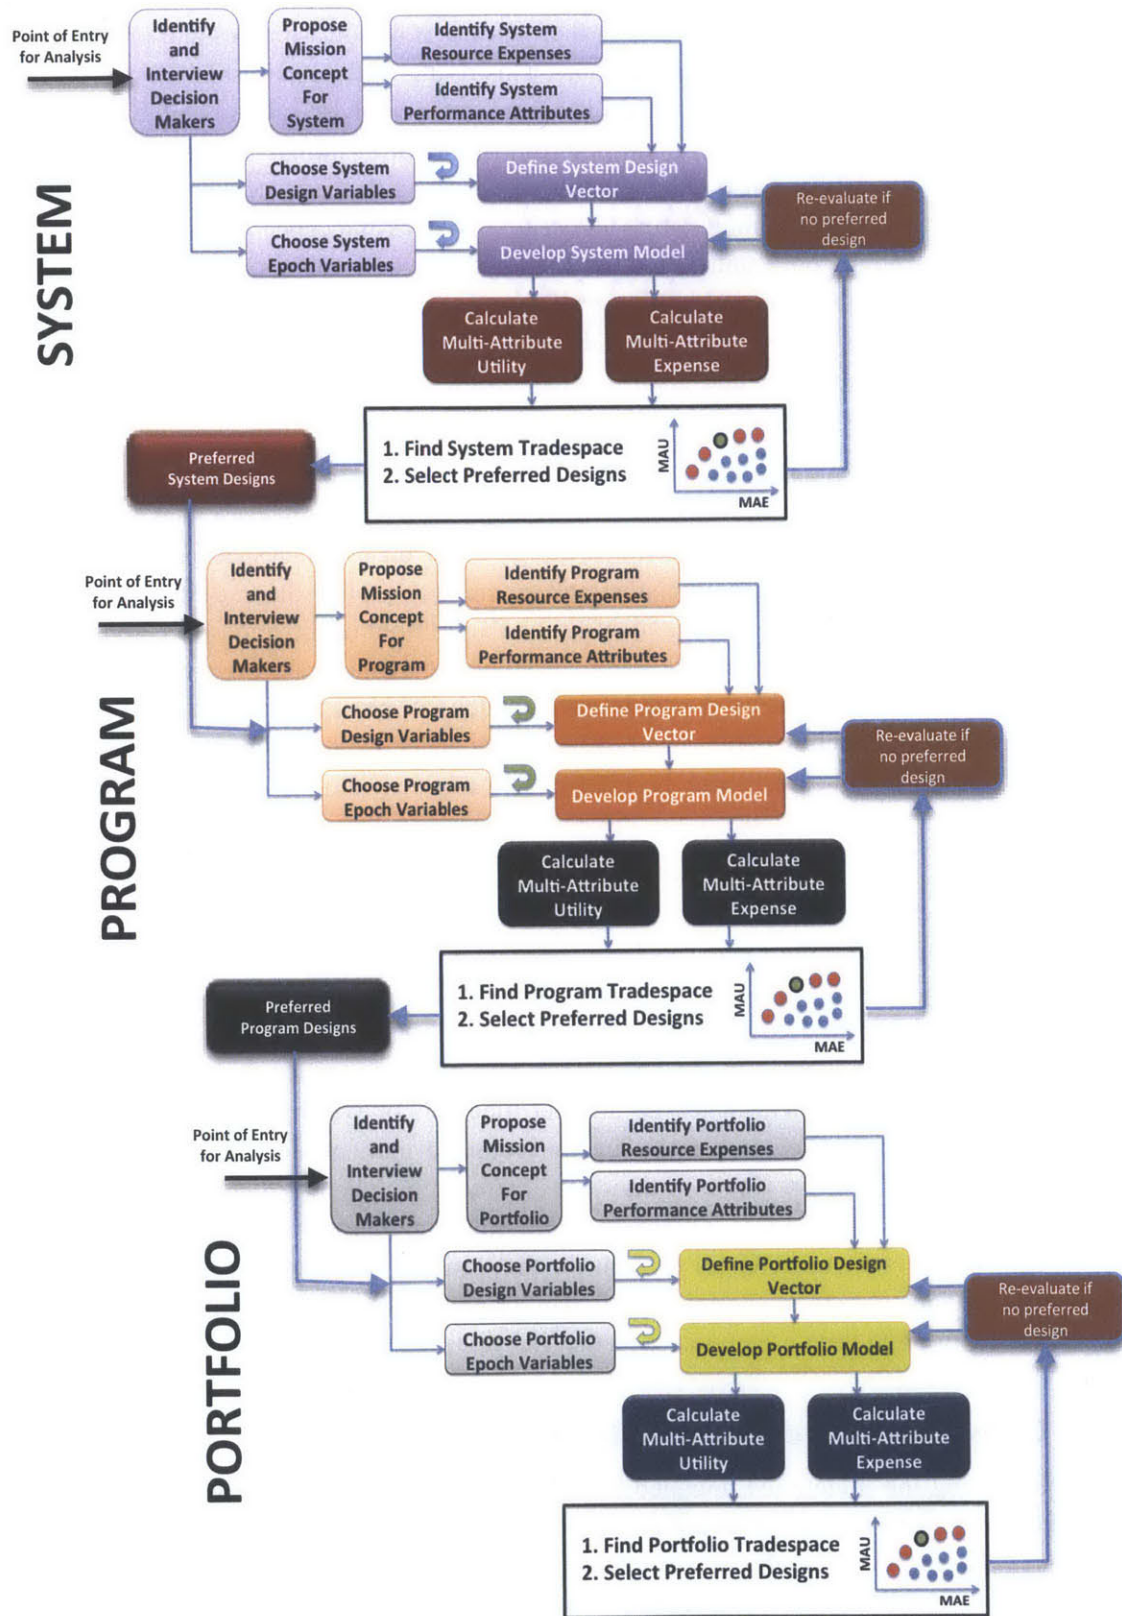 Point of Entry
for Analysis
Identify
and
Interview
Decision
Makers
Propose
Mission
Concept
For
System
Identify System
Resource Expenses
Identify System
Performance Attributes
Choose System
Design Variables
Define System Design
Vector
Re-evaluate if
no preferred
design
Choose System
Epoch Variables
Develop System Model
SYSTEM
Calculate
Multi-Attribute
Utility
Calculate
Multi-Attribute
Expense
1. Find System Tradespace
2. Select Preferred Designs
MAU
MAE
Preferred
System Designs
Point of Entry
for Analysis
Identify
and
Interview
Decision
Makers
Propose
Mission
Concept
For
Program
Identify Program
Resource Expenses
Identify Program
Performance Attributes
Choose Program
Design Variables
Define Program Design
Vector
Re-evaluate if
no preferred
design
Choose Program
Epoch Variables
Develop Program Model
PROGRAM
Calculate
Multi-Attribute
Utility
Calculate
Multi-Attribute
Expense
1. Find Program Tradespace
2. Select Preferred Designs
MAU
MAE
Preferred
Program Designs
Point of Entry
for Analysis
Identify
and
Interview
Decision
Makers
Propose
Mission
Concept
For
Portfolio
Identify Portfolio
Resource Expenses
Identify Portfolio
Performance Attributes
Choose Portfolio
Design Variables
Define Portfolio Design
Vector
Re-evaluate if
no preferred
design
Choose Portfolio
Epoch Variables
Develop Portfolio Model
PORTFOLIO
Calculate
Multi-Attribute
Utility
Calculate
Multi-Attribute
Expense
1. Find Portfolio Tradespace
2. Select Preferred Designs
MAU
MAE